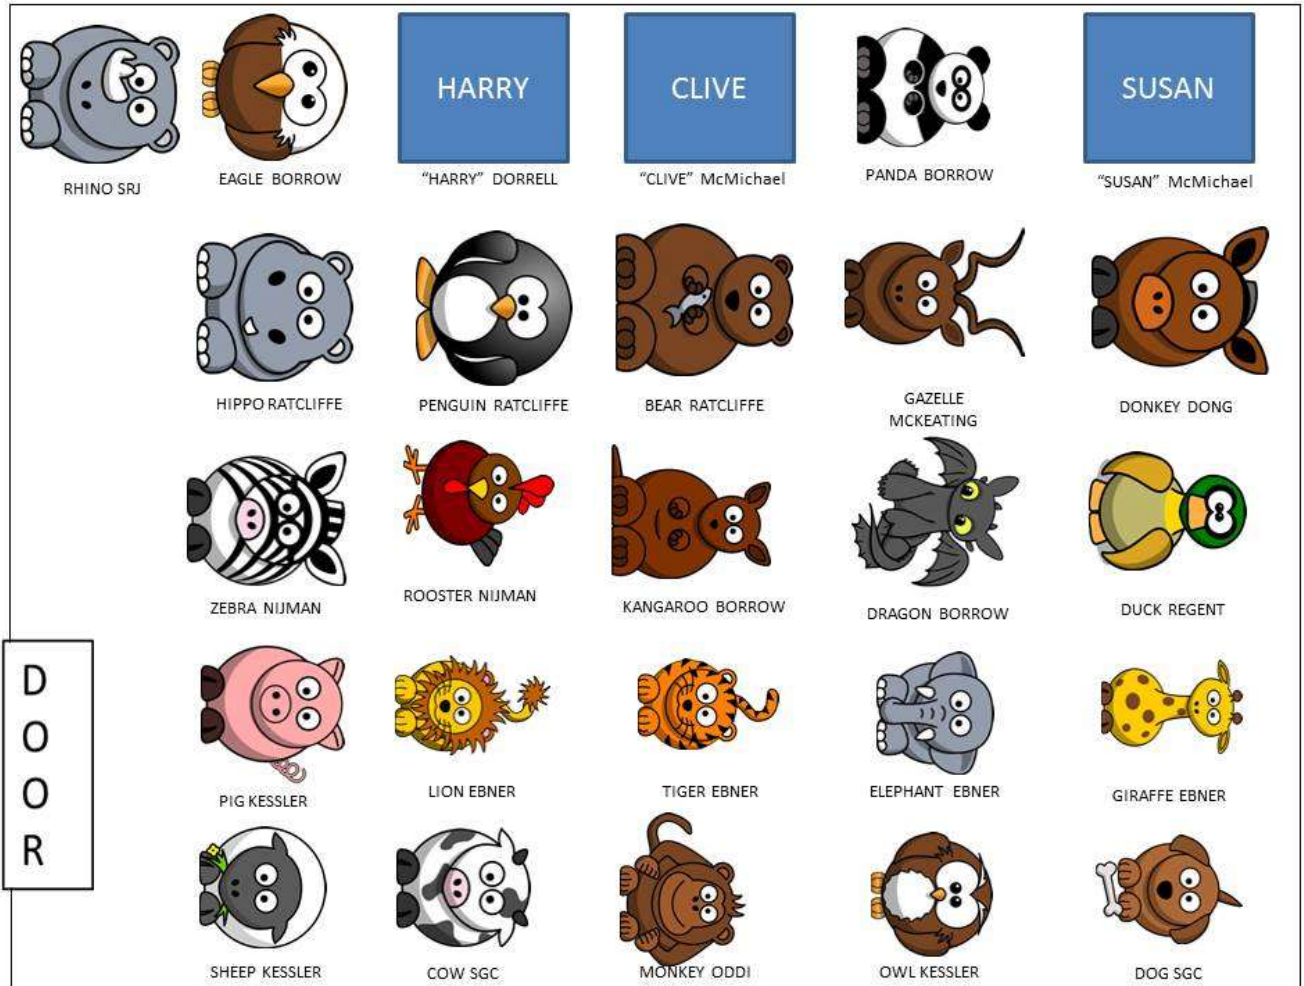 HARRY
CLIVE
SUSAN
RHINO SRJ
EAGLE BORROW
“HARRY” DORRELL
“CLIVE” McMichael
PANDA BORROW
“SUSAN” McMichael
HIPPO RATCLIFFE
PENGUIN RATCLIFFE
BEAR RATCLIFFE
GAZELLE
MCKEATING
DONKEY DONG
ZEBRA NIJMAN
ROOSTER NIJMAN
KANGAROO BORROW
DRAGON BORROW
DUCK REGENT
D
O
O
R
PIG KESSLER
LION EBNER
TIGER EBNER
ELEPHANT EBNER
GIRAFFE EBNER
SHEEP KESSLER
COW SGC
MONKEY ODDI
OWL KESSLER
DOG SGC